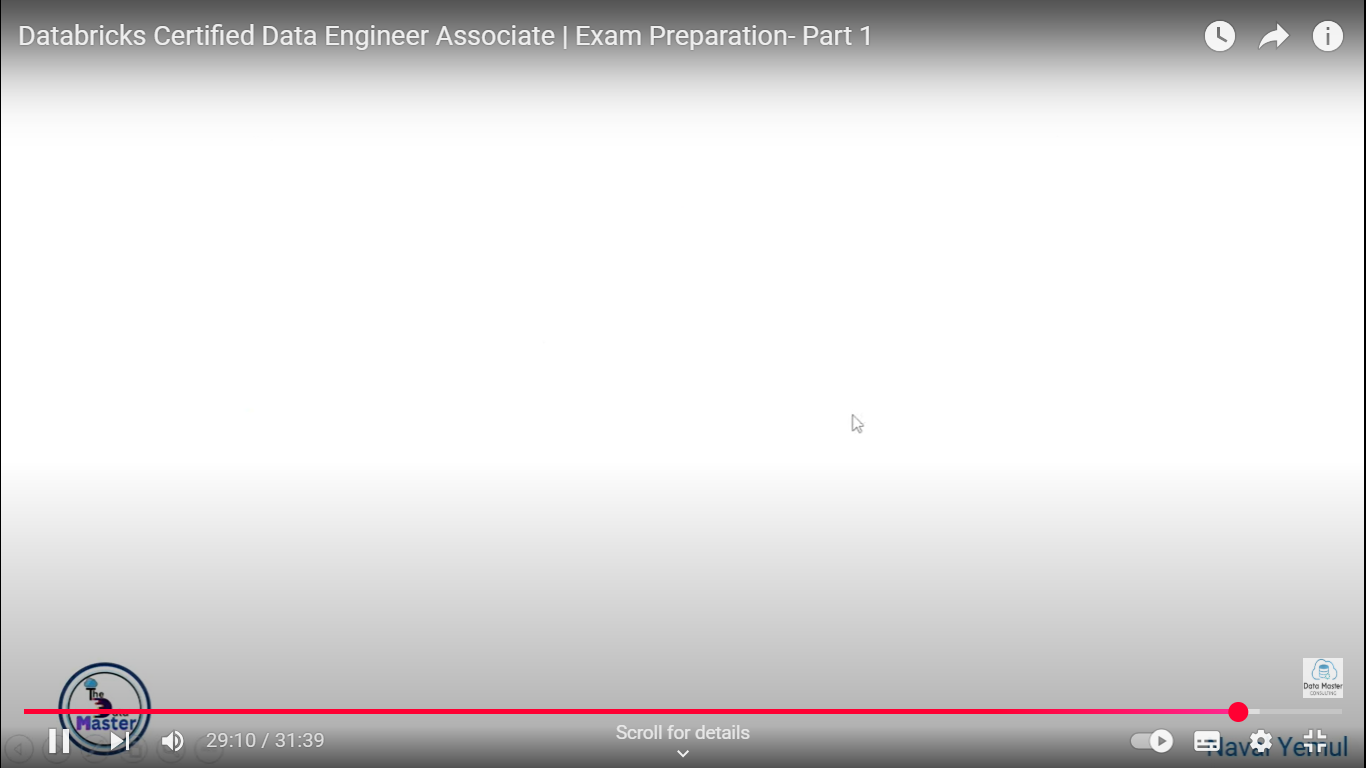 Databricks Certified Data Engineer Associate | Exam Preparation- Part 1
The
Master
Data Master
CONSULTING
29:10 / 31:39
Scroll for details
Naval Yemul